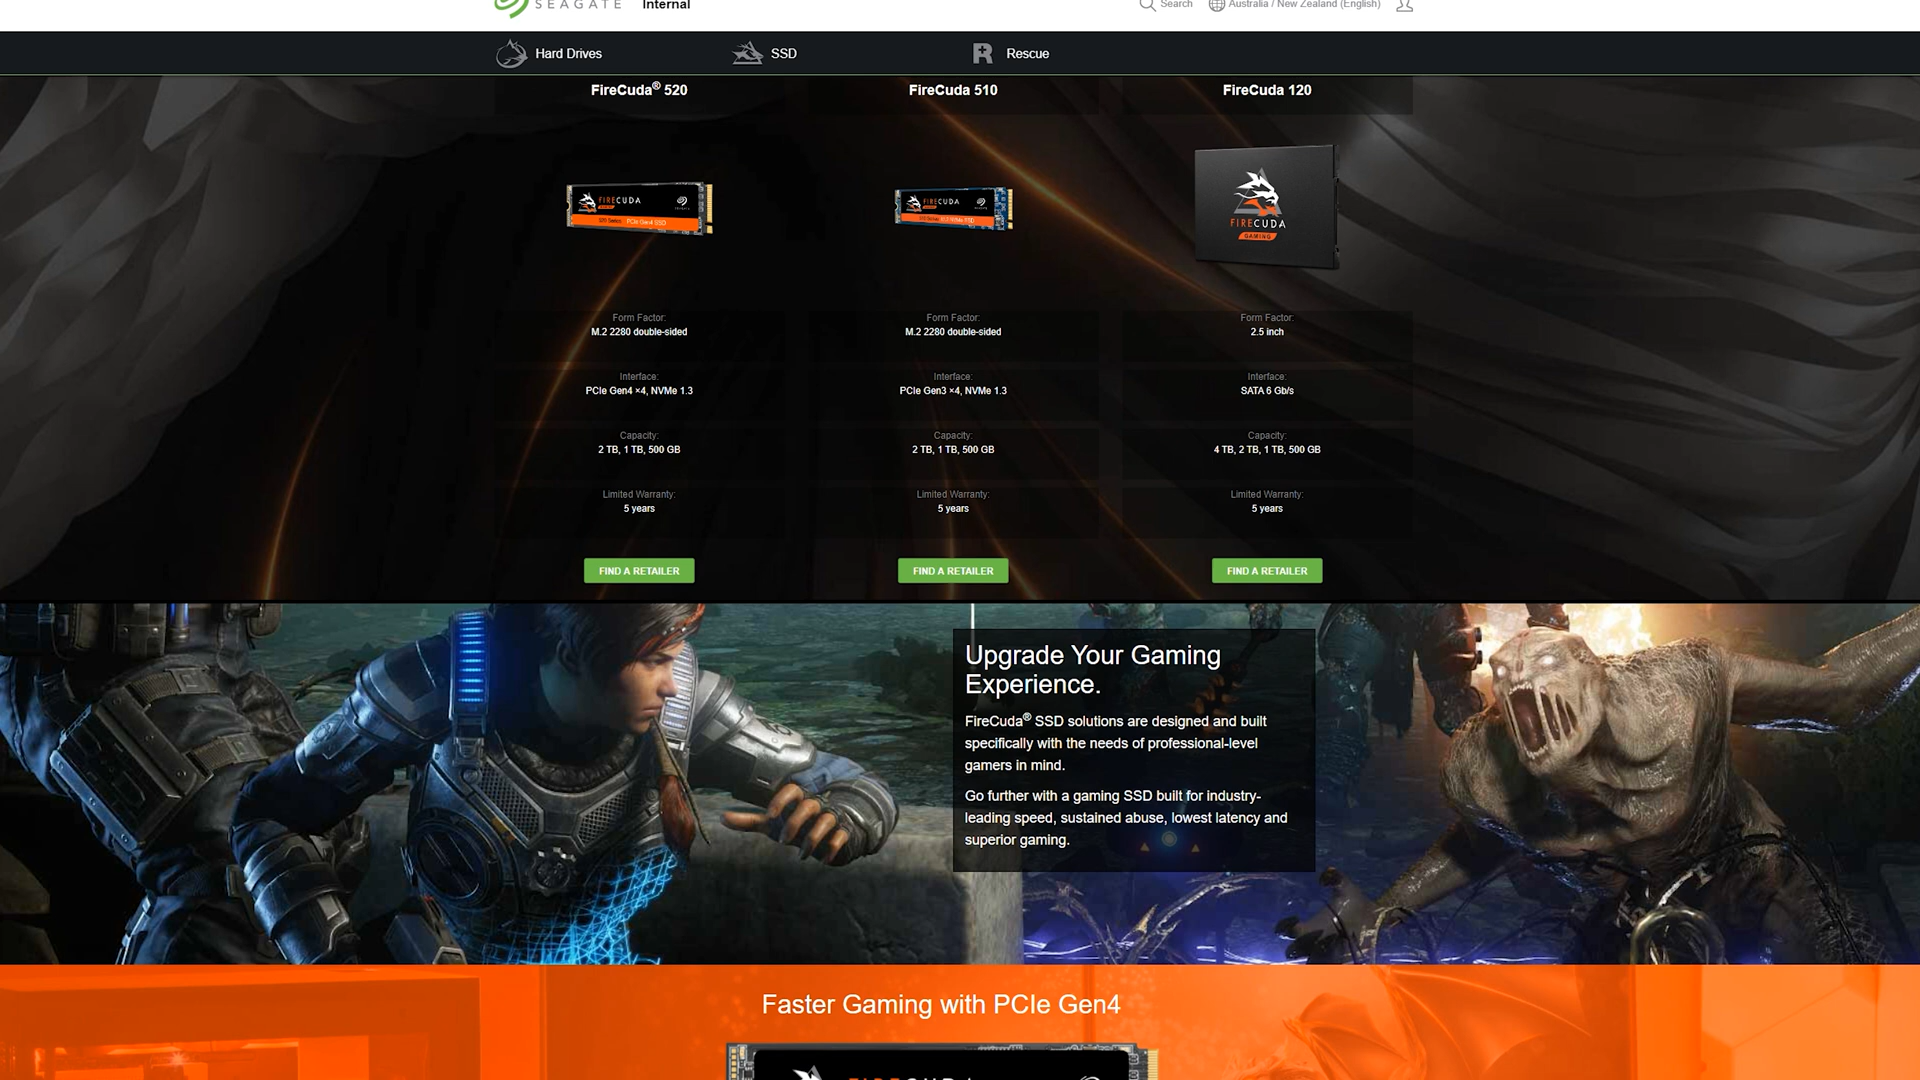 SEAGATE Internal
Search Australia / New Zealand (English)
Hard Drives SSD Rescue
FireCuda® 520 FireCuda 510 FireCuda 120
FIRECUDA
PCIe Gen4 SSD
FIRECUDA
FIRECUDA
GAMING
Form Factor: Form Factor: Form Factor:
M.2 2280 double-sided M.2 2280 double-sided 2.5 inch
Interface: Interface: Interface:
PCIe Gen4 ×4, NVMe 1.3 PCIe Gen3 ×4, NVMe 1.3 SATA 6 Gb/s
Capacity: Capacity: Capacity:
2 TB, 1 TB, 500 GB 2 TB, 1 TB, 500 GB 4 TB, 2 TB, 1 TB, 500 GB
Limited Warranty: Limited Warranty: Limited Warranty:
5 years 5 years 5 years
FIND A RETAILER FIND A RETAILER FIND A RETAILER
Upgrade Your Gaming
Experience.
FireCuda® SSD solutions are designed and built
specifically with the needs of professional-level
gamers in mind.
Go further with a gaming SSD built for industry-
leading speed, sustained abuse, lowest latency and
superior gaming.
Faster Gaming with PCIe Gen4